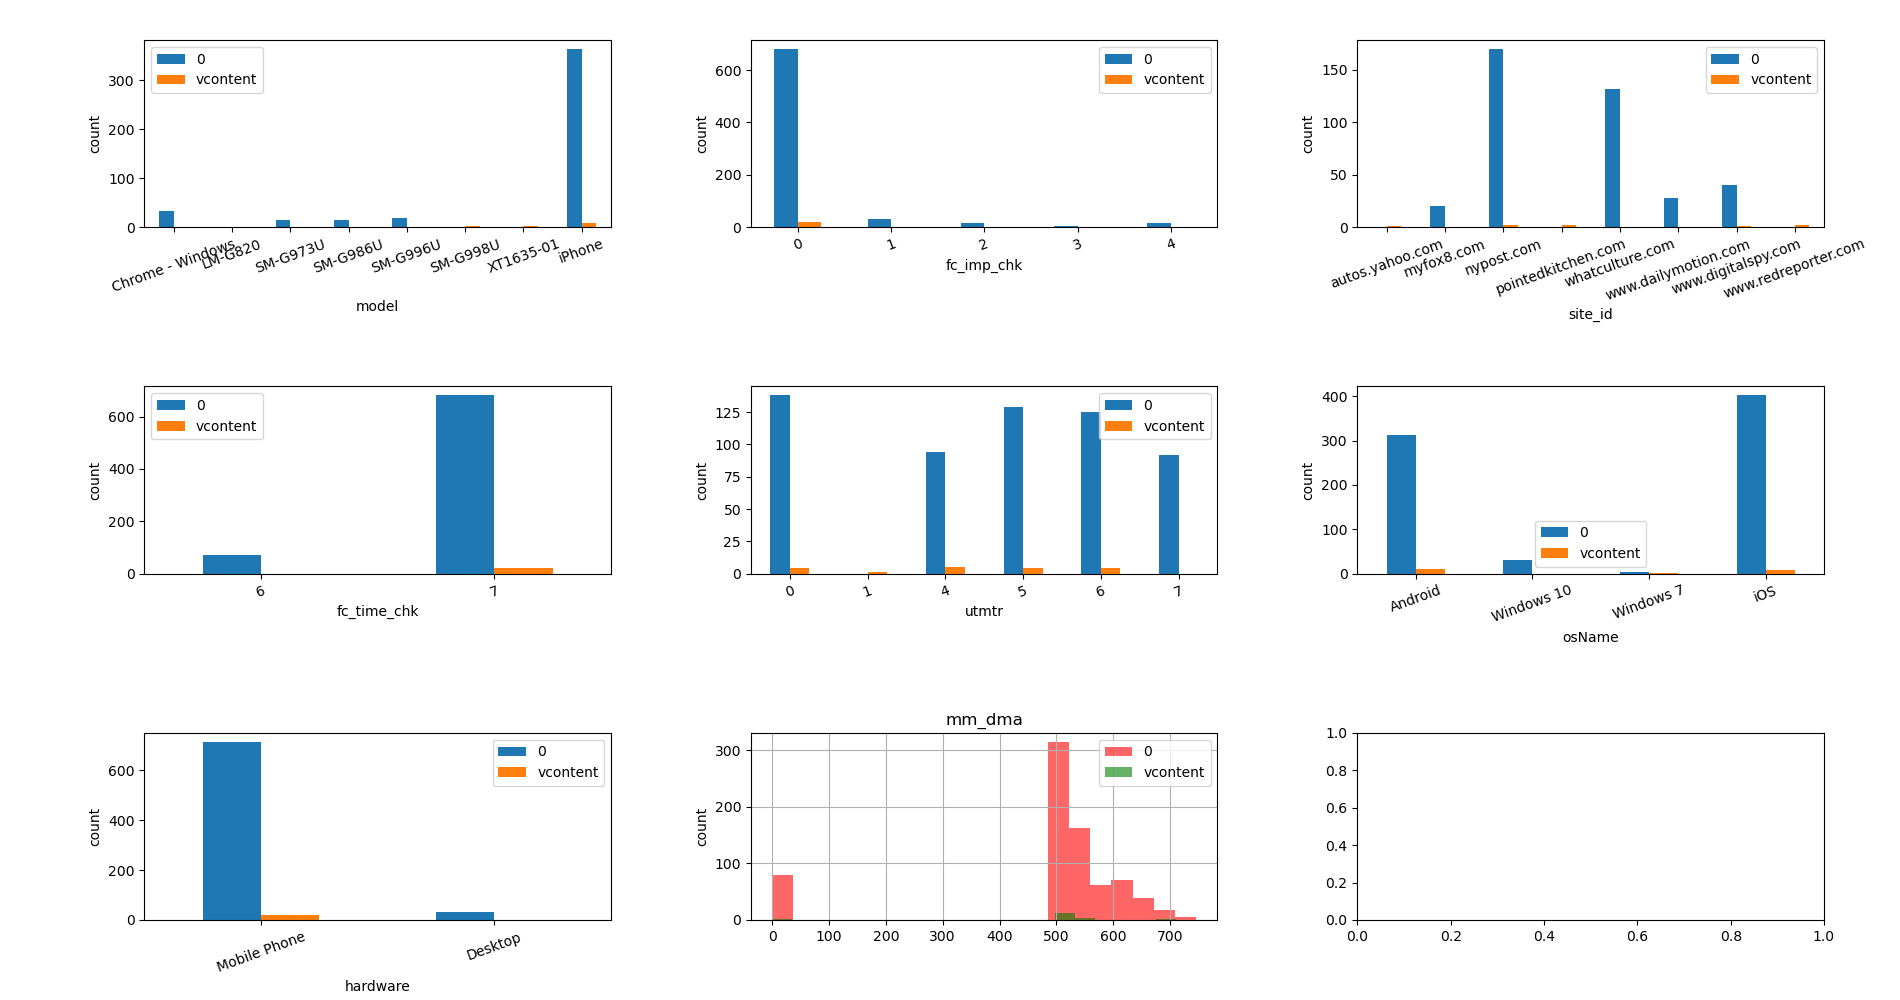 0
vcontent
count
300
200
100
0
Chrome - Windows
LM-G820
SM-G973U
SM-G986U
SM-G996U
SM-G998U
XT1635-01
iPhone
model
0
vcontent
count
600
400
200
0
0 1 2 3 4
fc_imp_chk
0
vcontent
count
150
100
50
0
autos.yahoo.com
myfox8.com
nypost.com
pointedkitchen.com
whatculture.com
www.dailymotion.com
www.digitalspy.com
www.redreporter.com
site_id
0
vcontent
count
600
400
200
0
6 7
fc_time_chk
0
vcontent
count
125
100
75
50
25
0
0 1 4 5 6 7
utmtr
0
vcontent
count
400
300
200
100
0
Android
Windows 10
Windows 7
iOS
osName
0
vcontent
count
600
400
200
0
Mobile Phone
Desktop
hardware
mm_dma
0
vcontent
count
300
200
100
0
0 100 200 300 400 500 600 700
1.0
0.8
0.6
0.4
0.2
0.0
0.0 0.2 0.4 0.6 0.8 1.0